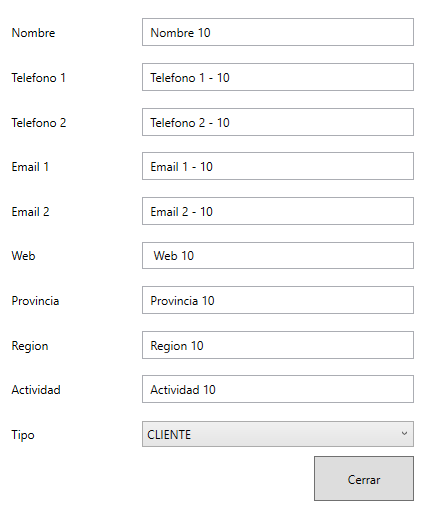 Nombre Nombre 10
Telefono 1 Telefono 1 - 10
Telefono 2 Telefono 2 - 10
Email 1 Email 1 - 10
Email 2 Email 2 - 10
Web Web 10
Provincia Provincia 10
Region Region 10
Actividad Actividad 10
Tipo CLIENTE
Cerrar